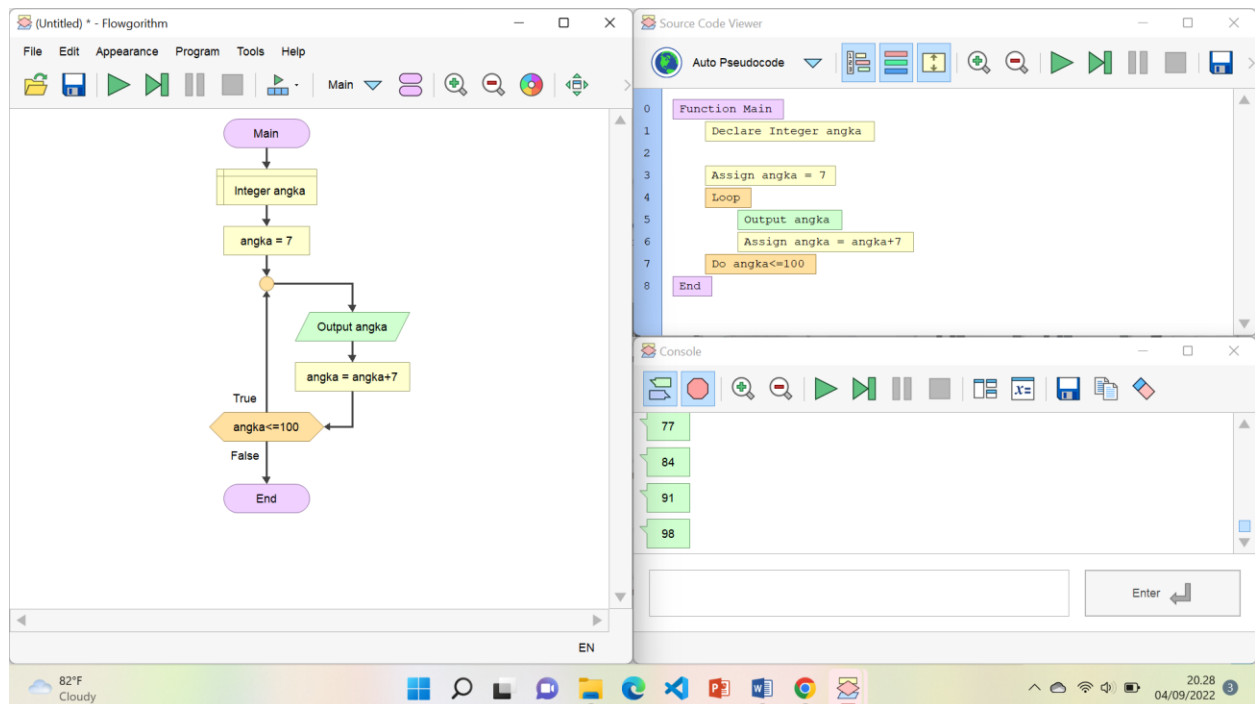 (Untitled) * - Flowgorithm
File Edit Appearance Program Tools Help
Main
Main
Integer angka
angka = 7
Output angka
angka = angka+7
True
angka<=100
False
End
EN
Source Code Viewer
Auto Pseudocode
0 Function Main
1 Declare Integer angka
2
3 Assign angka = 7
4 Loop
5 Output angka
6 Assign angka = angka+7
7 Do angka<=100
8 End
Console
x=
77
84
91
98
Enter
82°F
Cloudy
20.28
04/09/2022
3